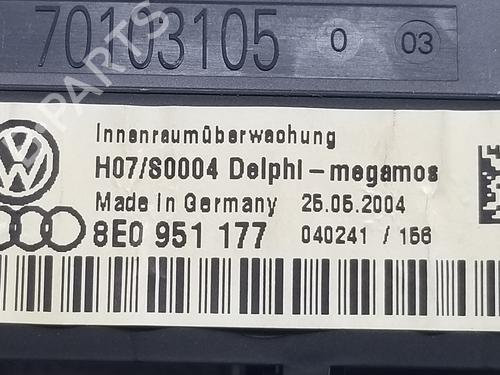 70103105 0 03
PARTS
Innenraumüberwachung
H07/S0004 Delphi-megamos
Made in Germany 25.05.2004
8E0 951 177 040241 / 156